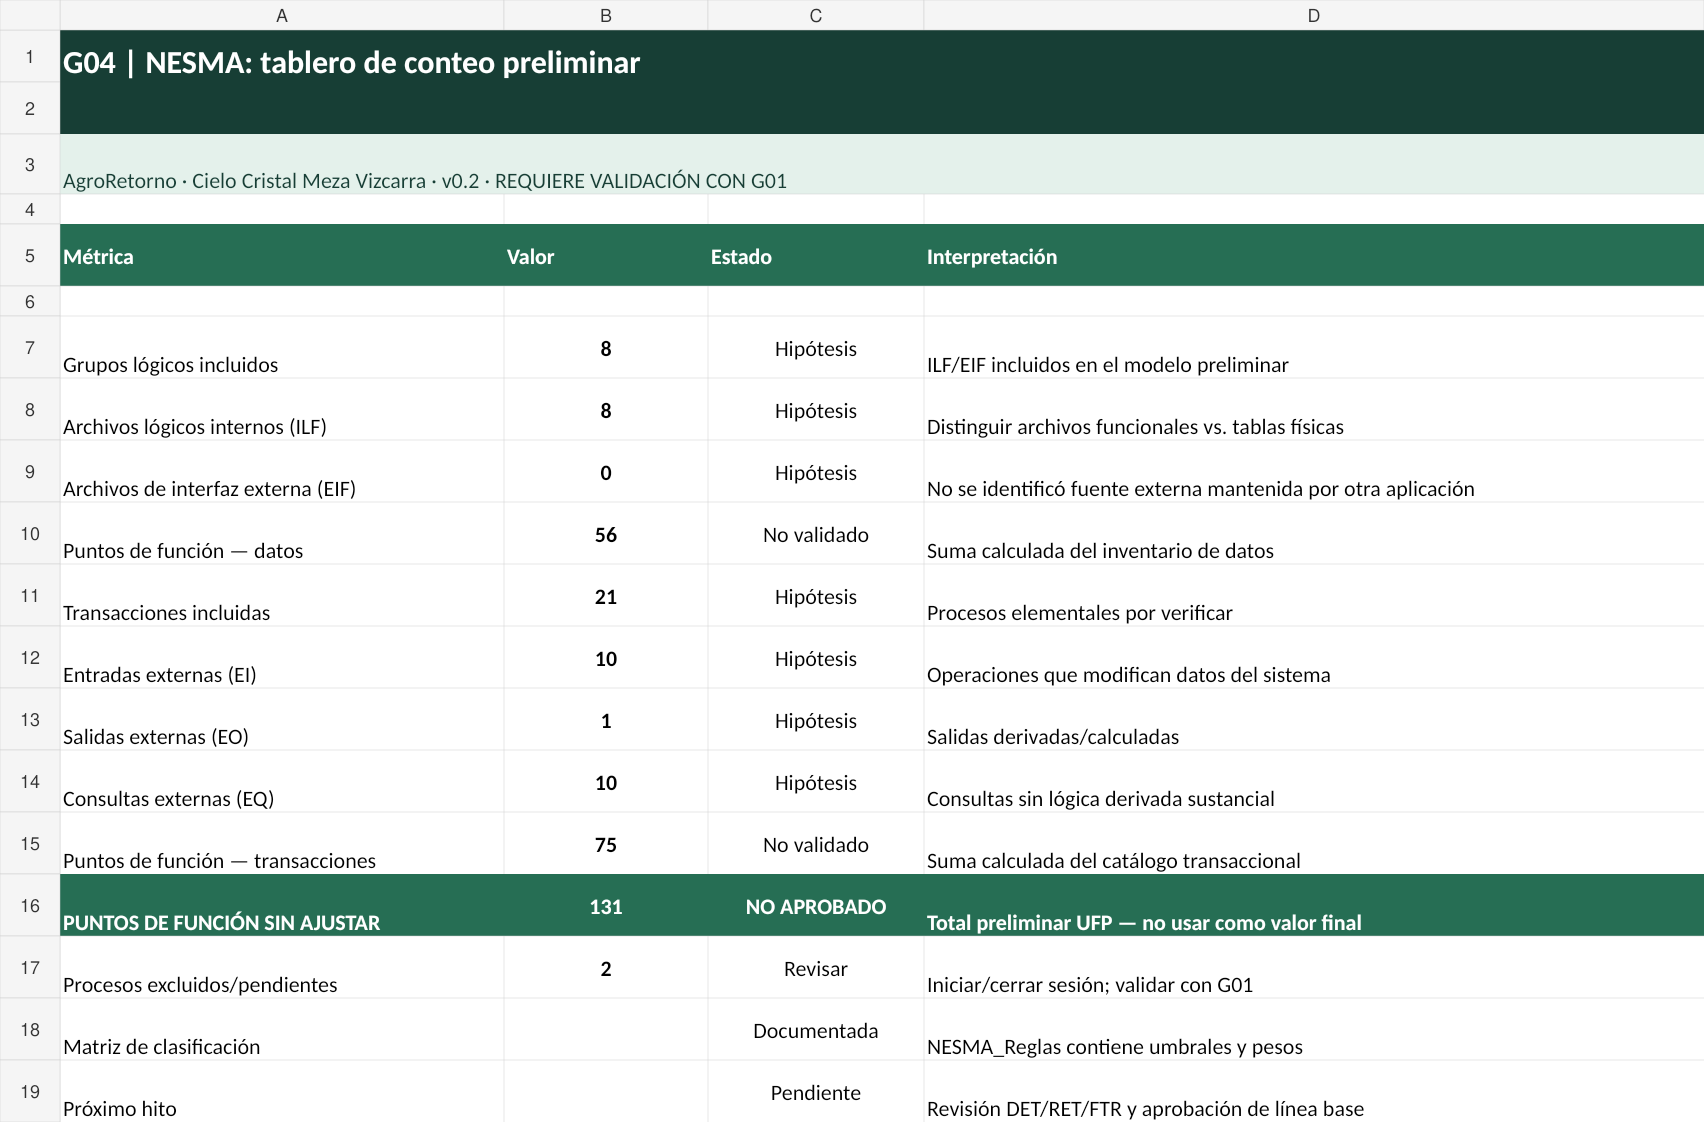 A B C D
1 G04 | NESMA: tablero de conteo preliminar
2
3 AgroRetorno · Cielo Cristal Meza Vizcarra · v0.2 · REQUIERE VALIDACIÓN CON G01
4
5 Métrica Valor Estado Interpretación
6
7 Grupos lógicos incluidos 8 Hipótesis ILF/EIF incluidos en el modelo preliminar
8 Archivos lógicos internos (ILF) 8 Hipótesis Distinguir archivos funcionales vs. tablas físicas
9 Archivos de interfaz externa (EIF) 0 Hipótesis No se identificó fuente externa mantenida por otra aplicación
10 Puntos de función — datos 56 No validado Suma calculada del inventario de datos
11 Transacciones incluidas 21 Hipótesis Procesos elementales por verificar
12 Entradas externas (EI) 10 Hipótesis Operaciones que modifican datos del sistema
13 Salidas externas (EO) 1 Hipótesis Salidas derivadas/calculadas
14 Consultas externas (EQ) 10 Hipótesis Consultas sin lógica derivada sustancial
15 Puntos de función — transacciones 75 No validado Suma calculada del catálogo transaccional
16 PUNTOS DE FUNCIÓN SIN AJUSTAR 131 NO APROBADO Total preliminar UFP — no usar como valor final
17 Procesos excluidos/pendientes 2 Revisar Iniciar/cerrar sesión; validar con G01
18 Matriz de clasificación Documentada NESMA_Reglas contiene umbrales y pesos
19 Próximo hito Pendiente Revisión DET/RET/FTR y aprobación de línea base